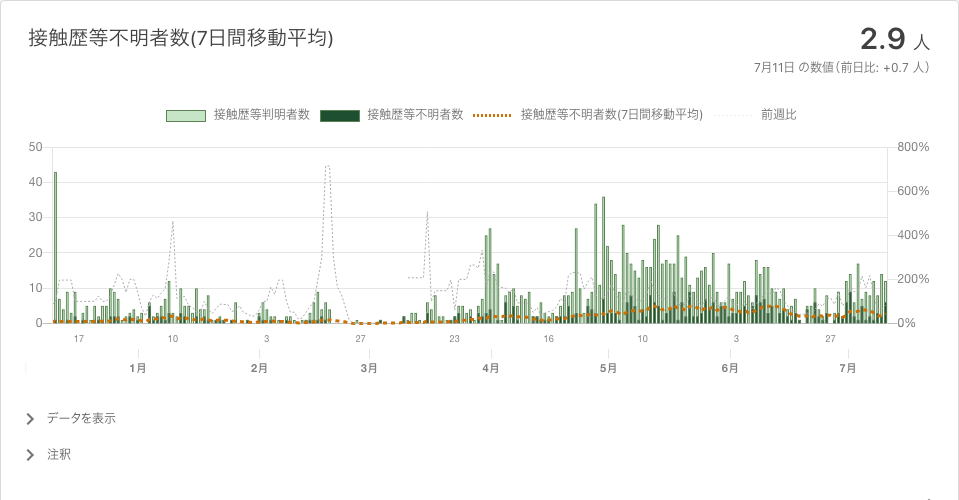 接触歴等不明者数(7日間移動平均)
2.9 人
7月11日 の数値(前日比: +0.7 人)
接触歴等判明者数 接触歴等不明者数 接触歴等不明者数(7日間移動平均) 前週比
50 800%
40 600%
30 400%
20 200%
10 0%
0
17 10 3 27 23 16 10 3 27
1月 2月 3月 4月 5月 6月 7月
データを表示
注釈